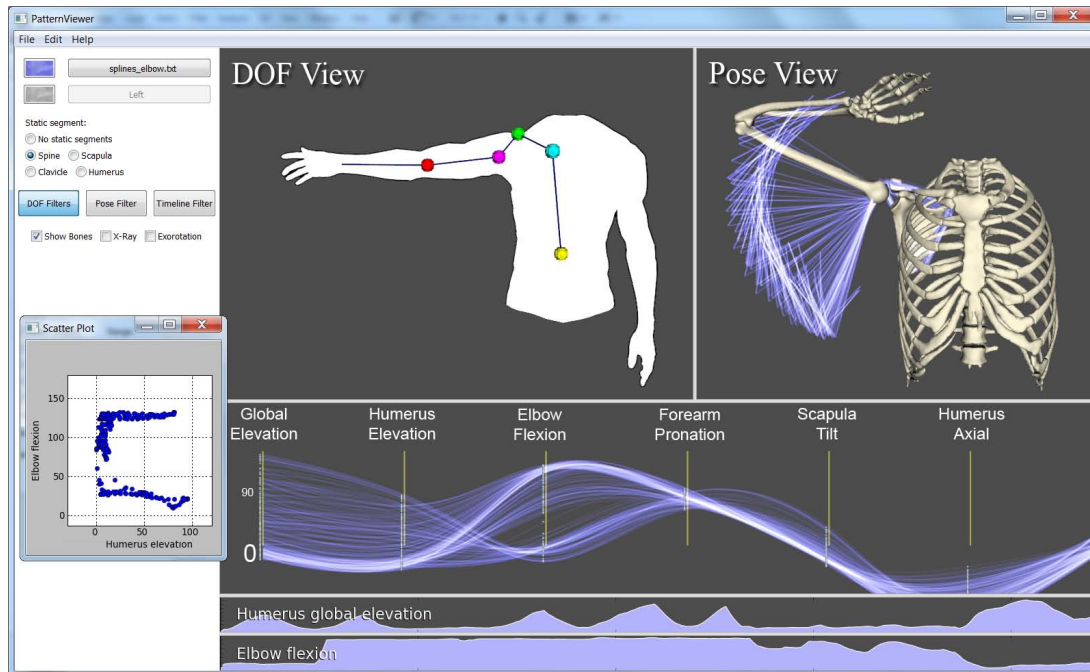 PatternViewer
File Edit Help
splines_elbow.txt
Left
Static segment:
No static segments
Spine Scapula
Clavicle Humerus
DOF Filters Pose Filter Timeline Filter
Show Bones X-Ray Exorotation
DOF View
Pose View
Scatter Plot
150
100
50
0
Elbow flexion
0 50 100
Humerus elevation
Global Elevation
Humerus Elevation
Elbow Flexion
Forearm Pronation
Scapula Tilt
Humerus Axial
90
0
Humerus global elevation
Elbow flexion